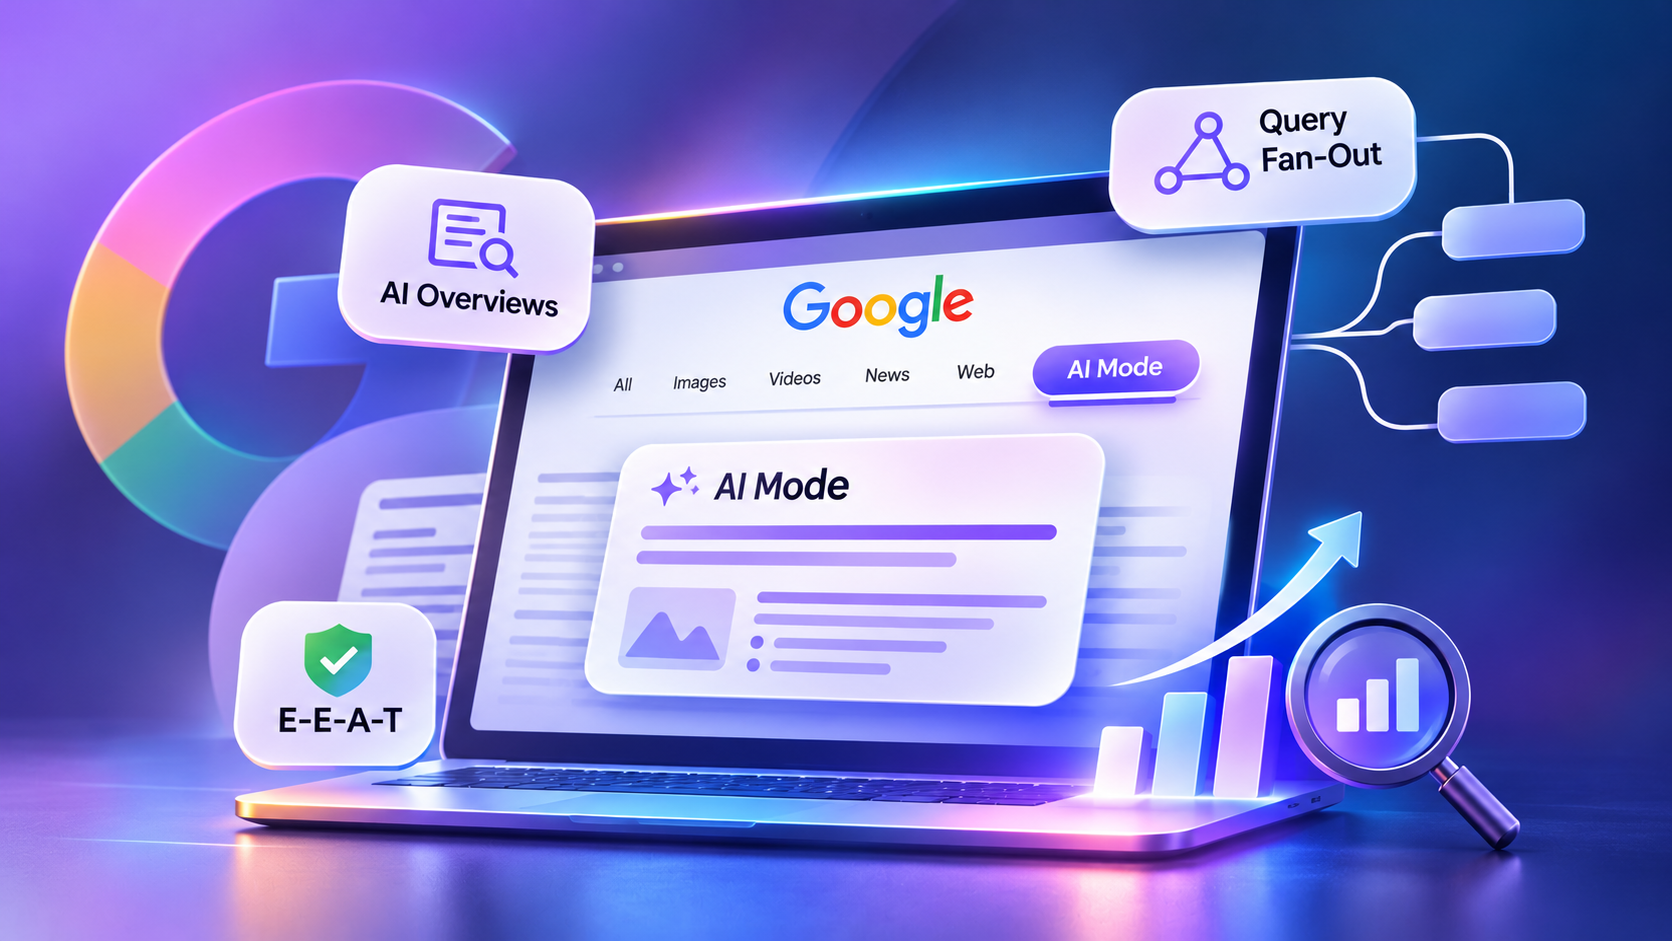 Query
Fan-Out
AI Overviews
Google
All Images Videos News Web AI Mode
AI Mode
E-E-A-T